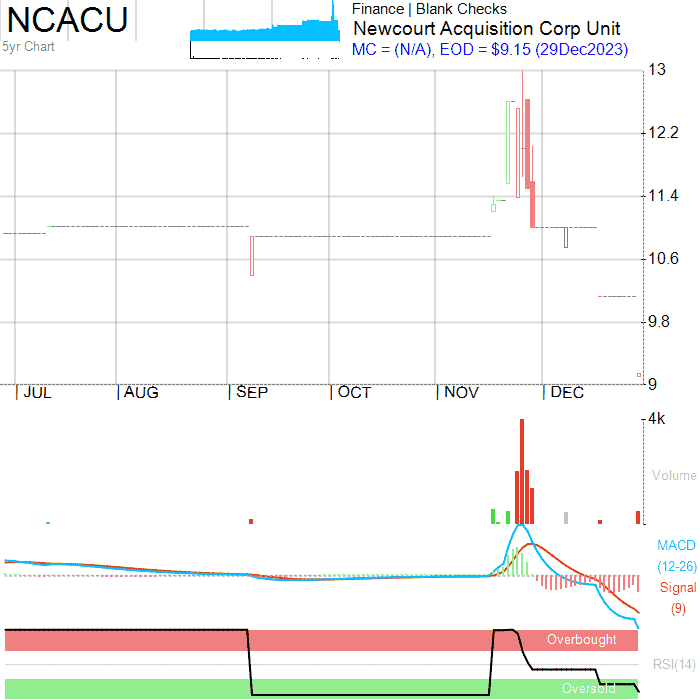 NCACU
5yr Chart
Finance | Blank Checks
Newcourt Acquisition Corp Unit
MC = (N/A), EOD = $9.15 (29Dec2023)
13
12.2
11.4
10.6
9.8
9
| JUL | AUG | SEP | OCT | NOV | DEC
4k
Volume
MACD
(12-26)
Signal
(9)
Overbought
RSI(14)
Oversold